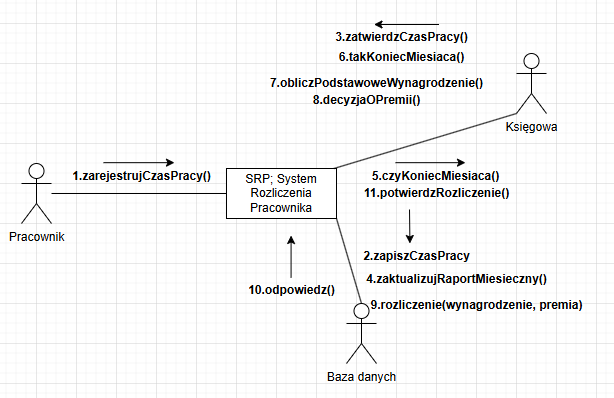 3.zatwierdzCzasPracy()
6.takKoniecMiesiaca()
7.obliczPodstawoweWynagrodzenie()
8.decyzjaOPremii()
Księgowa
1.zarejestrujCzasPracy()
SRP; System
Rozliczenia
Pracownika
5.czyKoniecMiesiaca()
11.potwierdzRozliczenie()
Pracownik
2.zapiszCzasPracy
4.zaktualizujRaportMiesieczny()
10.odpowiedz()
9.rozliczenie(wynagrodzenie, premia)
Baza danych